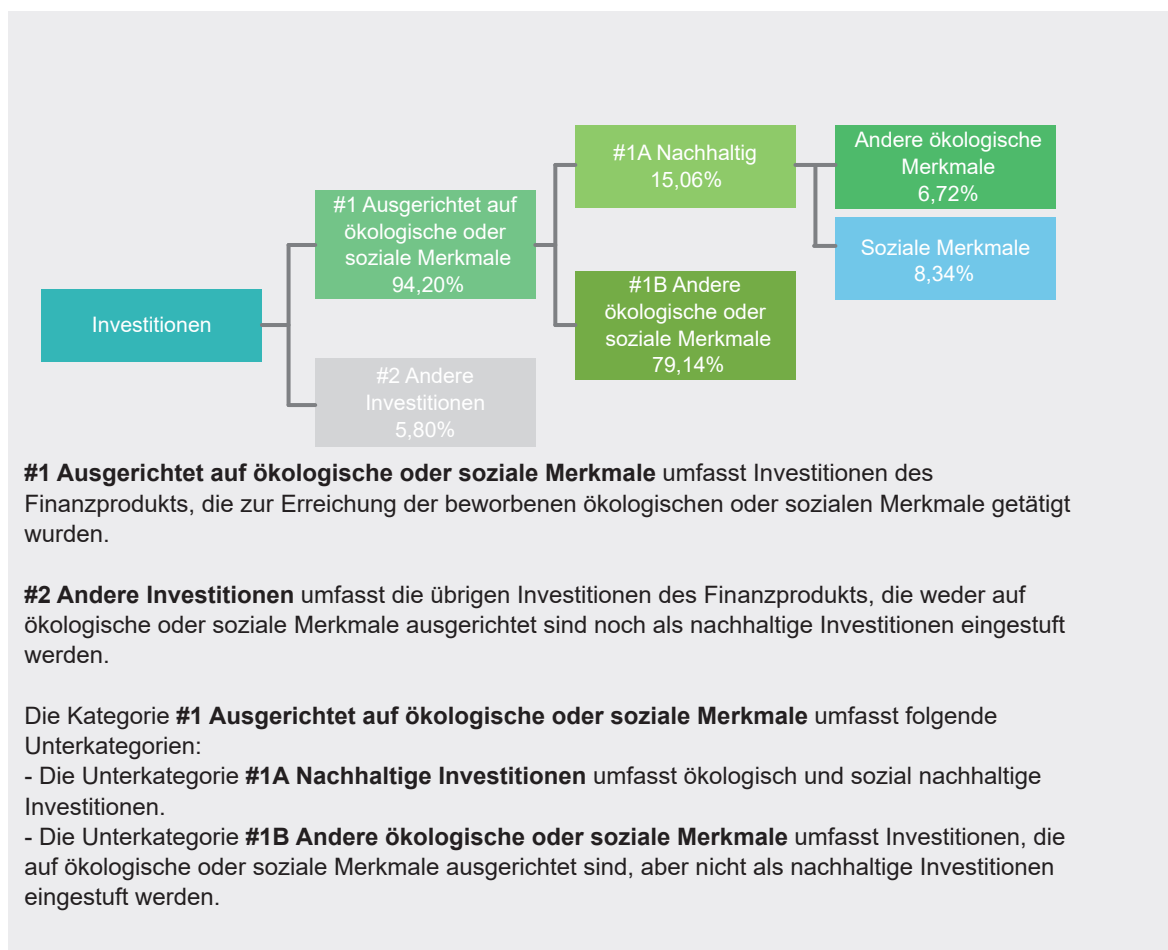 Investitionen
#1 Ausgerichtet auf
ökologische oder
soziale Merkmale
94,20%
#2 Andere
Investitionen
5,80%
#1A Nachhaltig
15,06%
#1B Andere
ökologische oder
soziale Merkmale
79,14%
Andere ökologische
Merkmale
6,72%
Soziale Merkmale
8,34%
#1 Ausgerichtet auf ökologische oder soziale Merkmale umfasst Investitionen des
Finanzprodukts, die zur Erreichung der beworbenen ökologischen oder sozialen Merkmale getätigt
wurden.
#2 Andere Investitionen umfasst die übrigen Investitionen des Finanzprodukts, die weder auf
ökologische oder soziale Merkmale ausgerichtet sind noch als nachhaltige Investitionen eingestuft
werden.
Die Kategorie #1 Ausgerichtet auf ökologische oder soziale Merkmale umfasst folgende
Unterkategorien:
- Die Unterkategorie #1A Nachhaltige Investitionen umfasst ökologisch und sozial nachhaltige
Investitionen.
- Die Unterkategorie #1B Andere ökologische oder soziale Merkmale umfasst Investitionen, die
auf ökologische oder soziale Merkmale ausgerichtet sind, aber nicht als nachhaltige Investitionen
eingestuft werden.